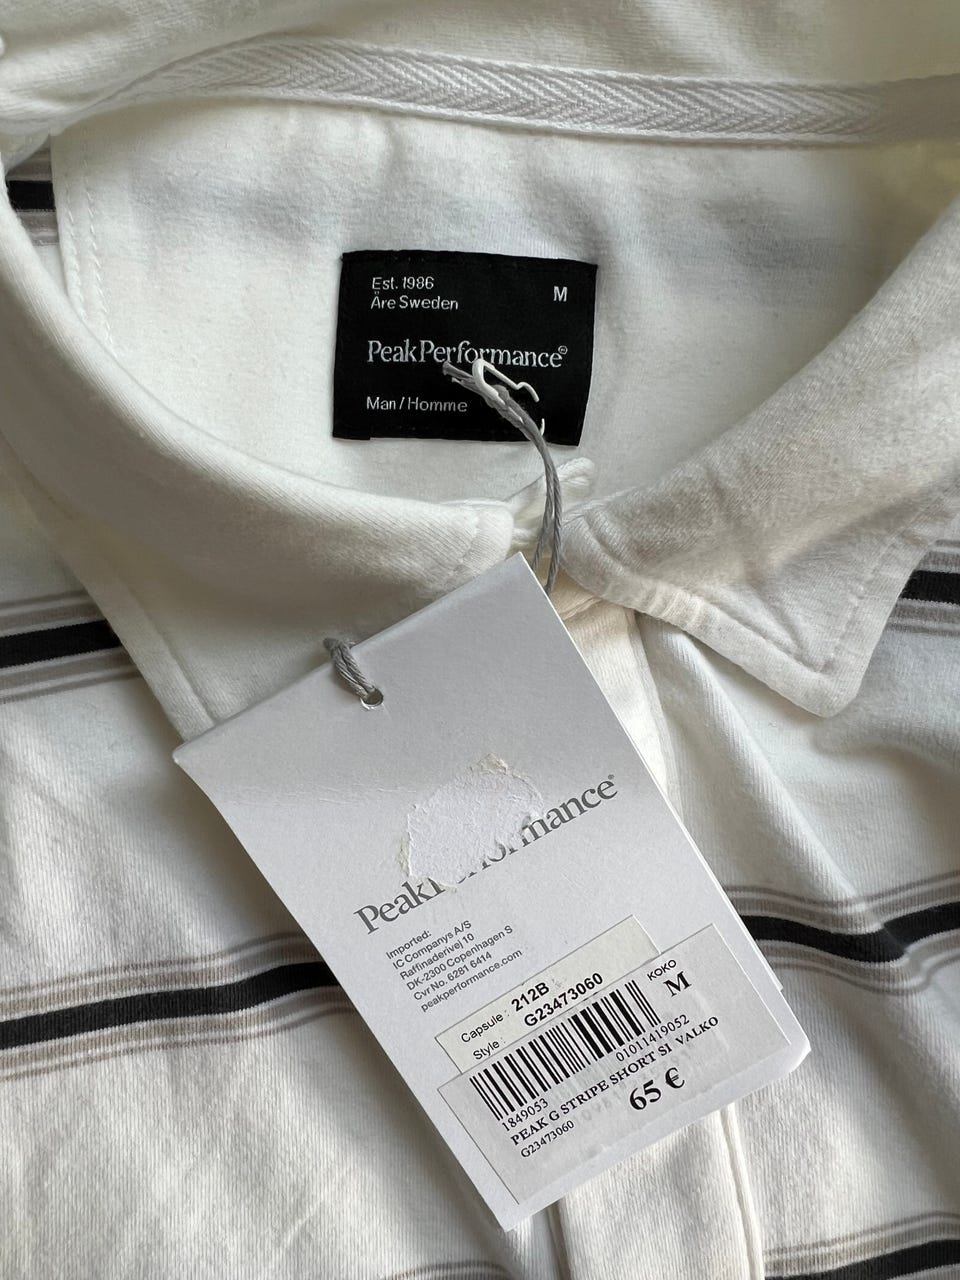 Est. 1986
Åre Sweden
M
PeakPerformance®
Man / Homme
Imported:
IC Companys A/S
Raffinaderivej 10
DK-2300 Copenhagen S
Cvr No. 6281 6414
peakperformance.com
Capsule : 212B
Style : G23473060
KOKO
M
01011419052
1849053
PEAK G STRIPE SHORT SI VALKO
G23473060
65 €